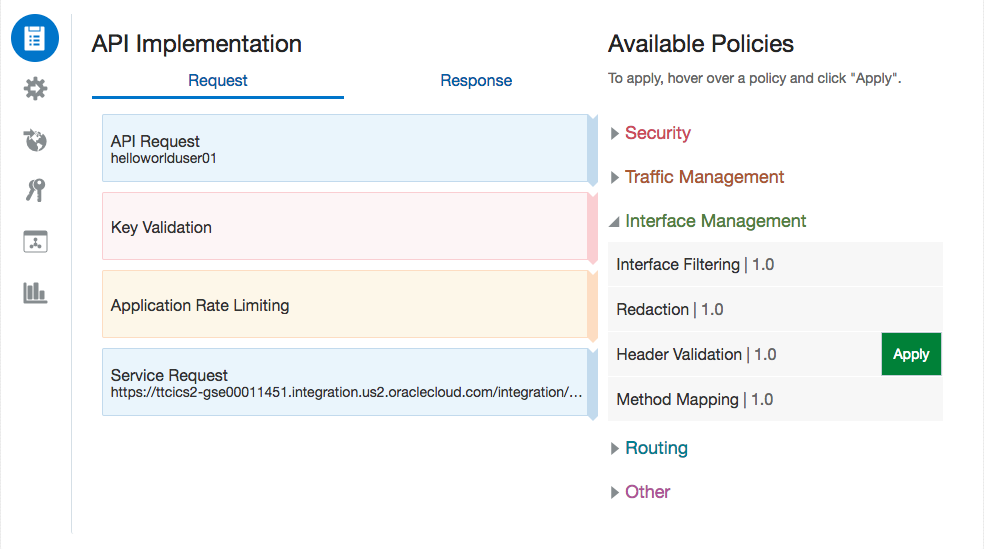 API Implementation
Request
Response
API Request
helloworlduser01
Key Validation
Application Rate Limiting
Service Request
https://ttcics2-gse00011451.integration.us2.oraclecloud.com/integration/...
Available Policies
To apply, hover over a policy and click "Apply".
Security
Traffic Management
Interface Management
Interface Filtering | 1.0
Redaction | 1.0
Header Validation | 1.0
Apply
Method Mapping | 1.0
Routing
Other